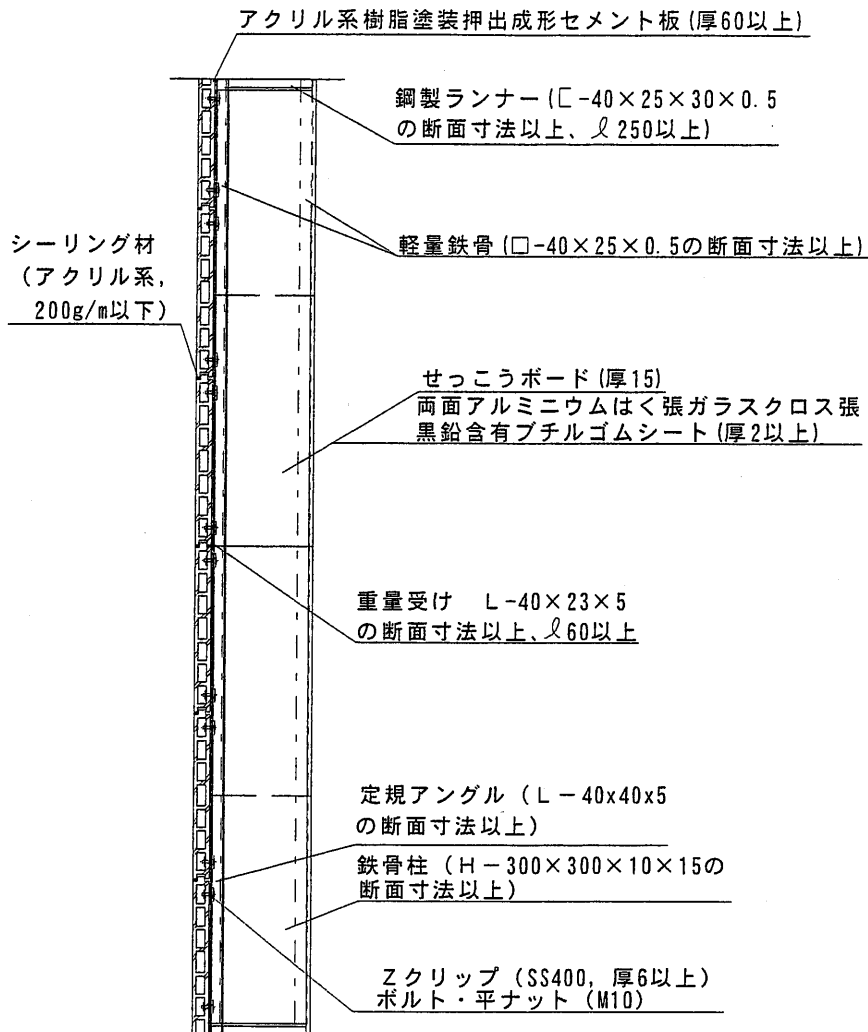 アクリル系樹脂塗装押出成形セメント板(厚60以上)
鋼製ランナー(⊏-40×25×30×0.5
の断面寸法以上、ℓ250以上)
軽量鉄骨(□-40×25×0.5の断面寸法以上)
シーリング材
(アクリル系,
200g/m以下)
せっこうボード(厚15)
両面アルミニウムはく張ガラスクロス張
黒鉛含有ブチルゴムシート(厚2以上)
重量受け L-40×23×5
の断面寸法以上、ℓ60以上
定規アングル(L-40x40x5
の断面寸法以上)
鉄骨柱(H-300×300×10×15の
断面寸法以上)
Zクリップ(SS400, 厚6以上)
ボルト・平ナット(M10)